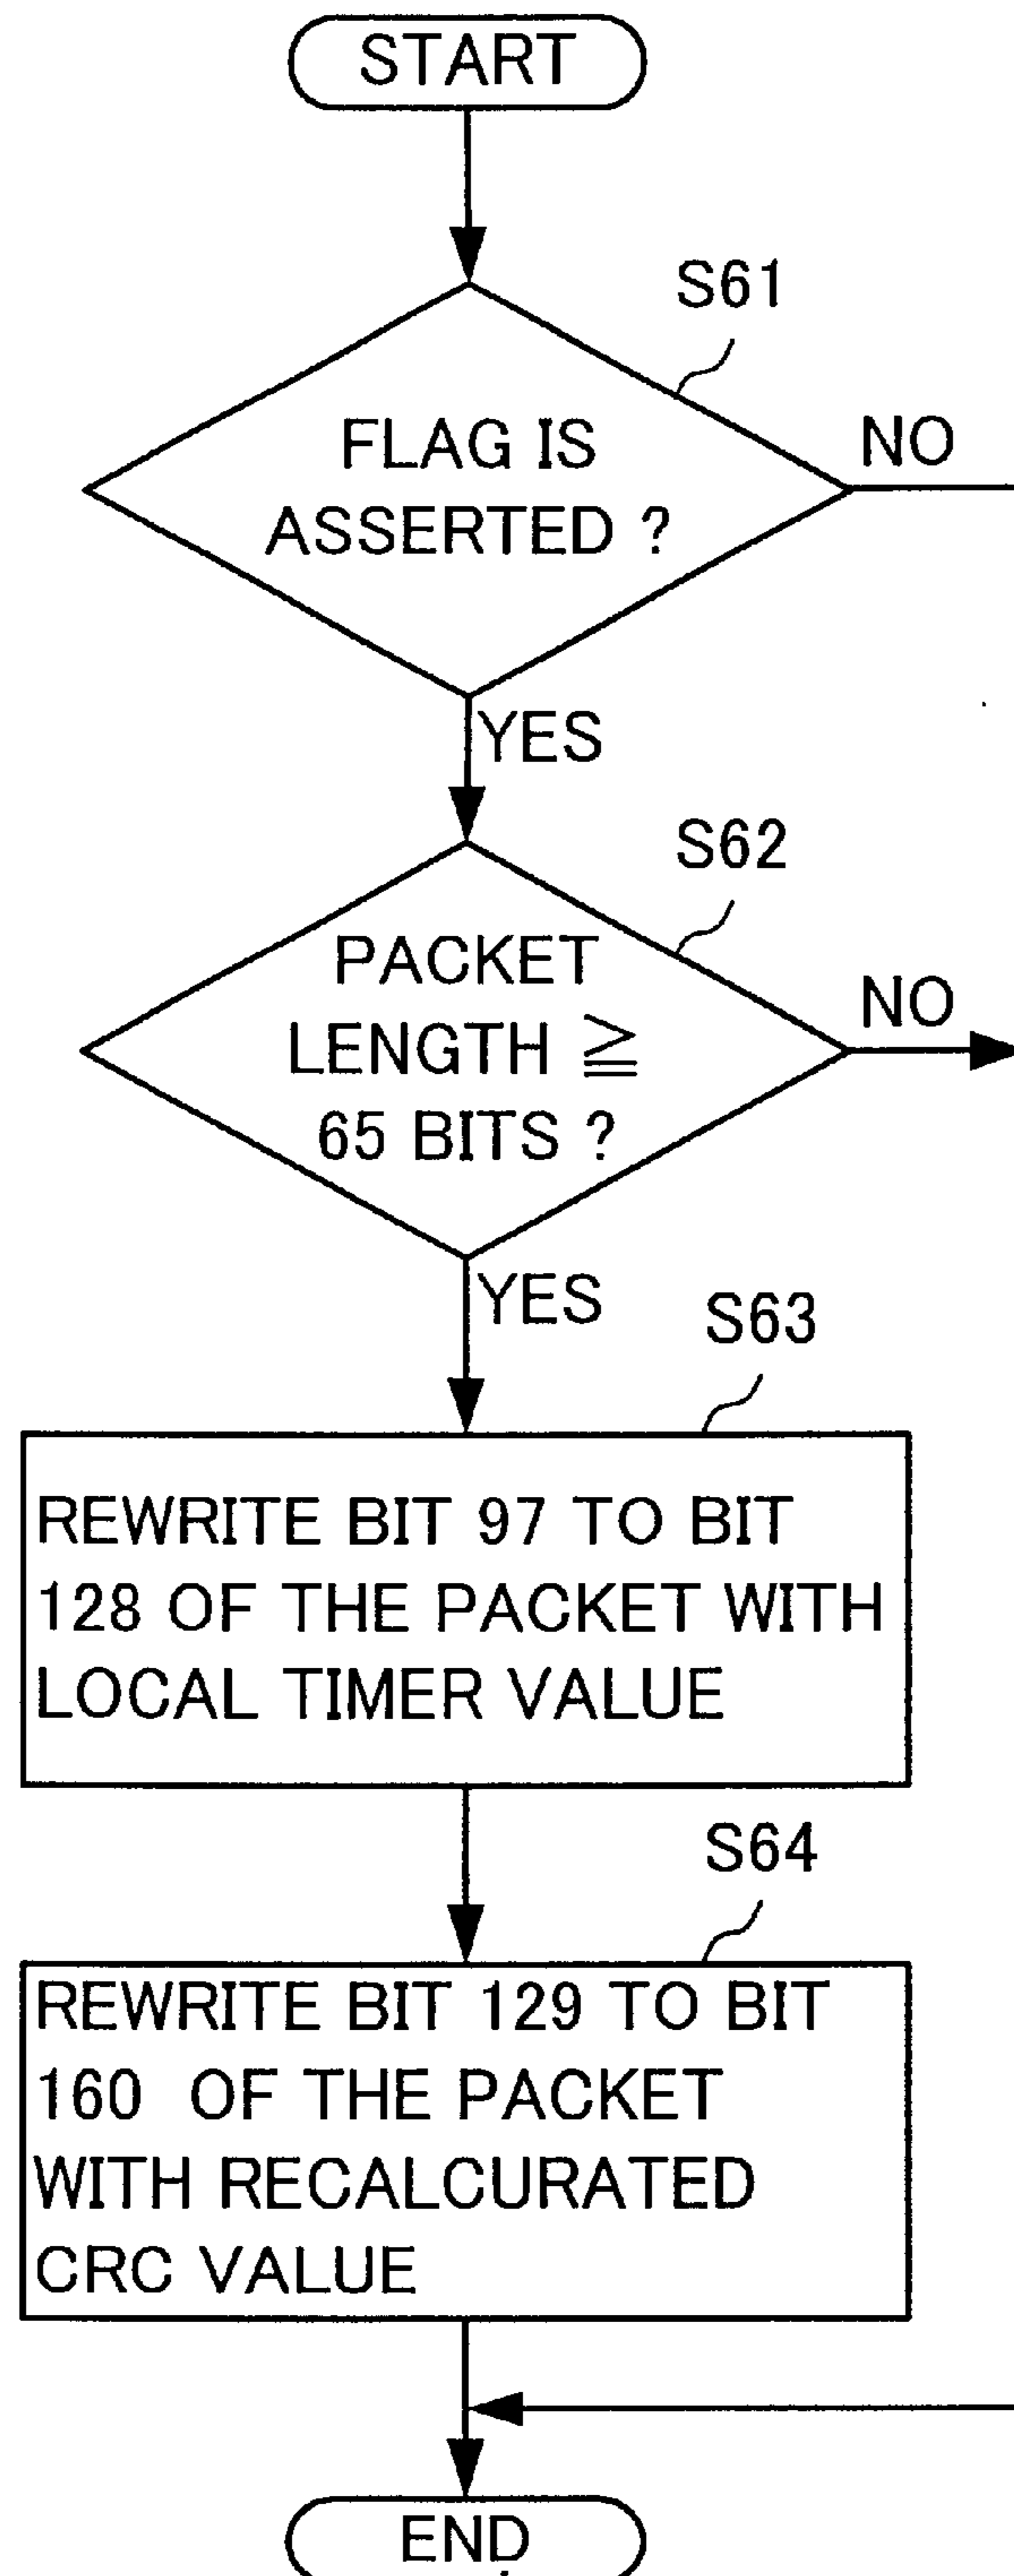 START
S61
FLAG IS
ASSERTED ?
NO
YES
S62
PACKET
LENGTH ≧
65 BITS ?
NO
YES
S63
REWRITE BIT 97 TO BIT
128 OF THE PACKET WITH
LOCAL TIMER VALUE
S64
REWRITE BIT 129 TO BIT
160 OF THE PACKET
WITH RECALCURATED
CRC VALUE
END